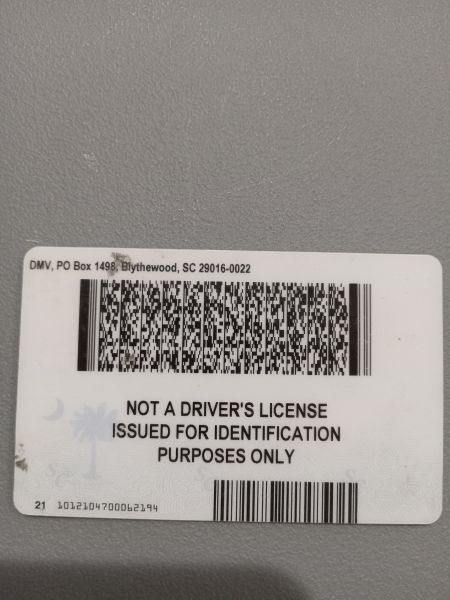 DMV, PO Box 1498, Blythewood, SC 29016-0022
NOT A DRIVER'S LICENSE
ISSUED FOR IDENTIFICATION
PURPOSES ONLY
21 1012104700062194